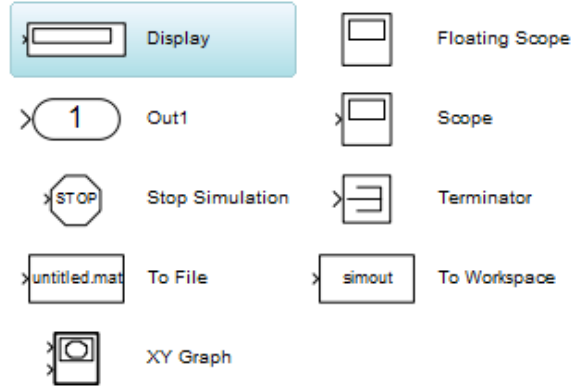 Display
Floating Scope
1
Out1
Scope
STOP
Stop Simulation
Terminator
untitled.mat
To File
simout
To Workspace
XY Graph